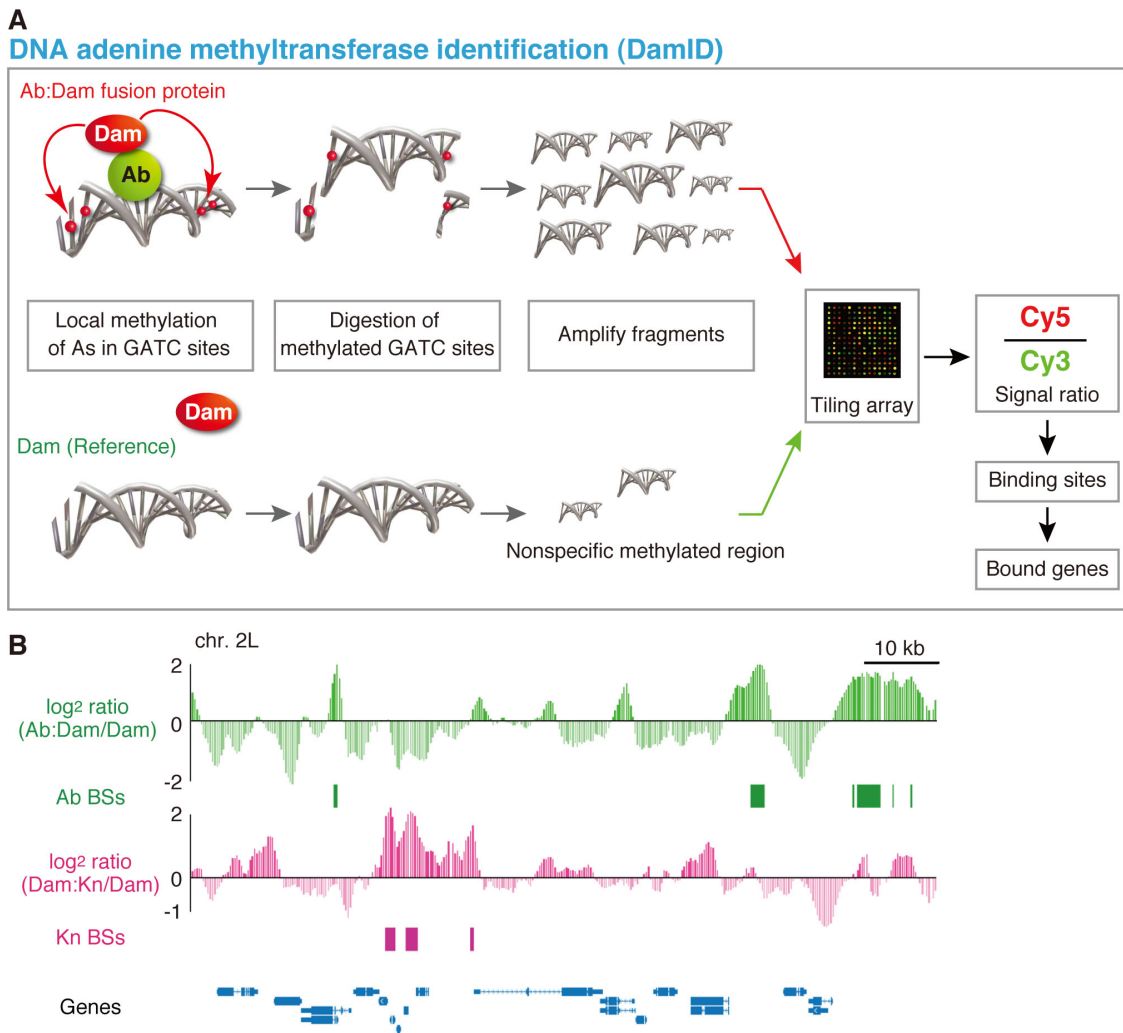 A
DNA adenine methyltransferase identification (DamID)
Ab:Dam fusion protein
Dam
Ab
Local methylation
of As in GATC sites
Digestion of
methylated GATC sites
Amplify fragments
Tiling array
Cy5
Cy3
Signal ratio
Dam
Dam (Reference)
Nonspecific methylated region
Binding sites
Bound genes
B
chr. 2L
10 kb
2
log2 ratio
(Ab:Dam/Dam)
0
-2
Ab BSs
2
log2 ratio
(Dam:Kn/Dam)
0
-1
Kn BSs
Genes